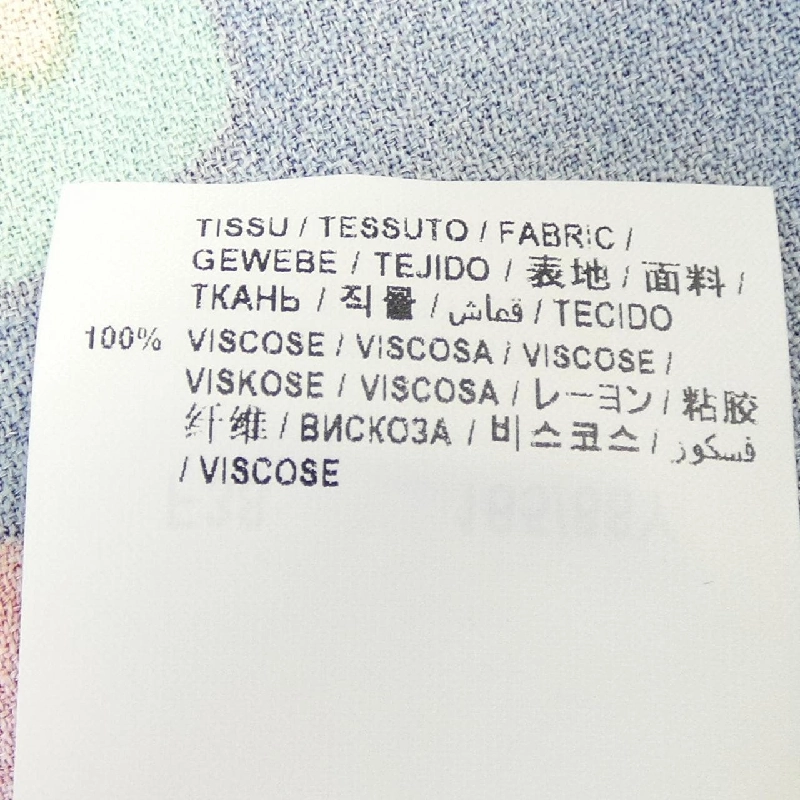 TISSU / TESSUTO / FABRIC /
GEWEBE / TEJIDO / 表地 / 面料 /
ТКАНЬ / 직물 / قماش / TECIDO
100% VISCOSE / VISCOSA / VISCOSE /
VISKOSE / VISCOSA / レーヨン / 粘胶
纤维 / ВИСКОЗА / 비스코스 / فسكوز
/ VISCOSE